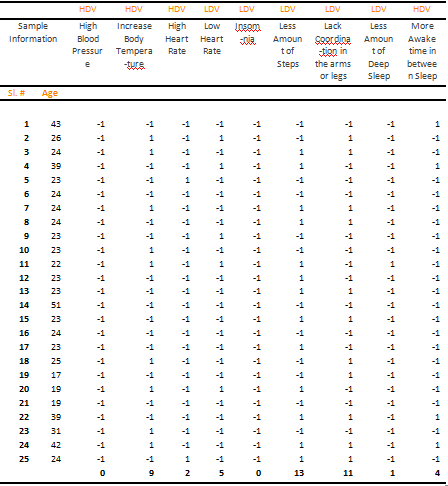 HDV HDV HDV LDV LDV LDV LDV LDV HDV
Sample High Increase High Low Insom Less Lack Less More
Information Blood Body Heart Heart -nia Amoun Coordina Amoun Awake
Pressur Tempera Rate Rate t of -tion in t of time in
e -ture Steps the arms Deep betwee
or legs Sleep n Sleep
Sl. # Age
1 43 -1 -1 -1 -1 -1 -1 -1 -1 1
2 26 -1 1 -1 1 -1 -1 1 -1 -1
3 24 -1 1 -1 -1 -1 1 1 -1 -1
4 39 -1 -1 -1 1 -1 -1 -1 -1 1
5 23 -1 -1 1 -1 -1 -1 -1 -1 -1
6 24 -1 -1 -1 -1 -1 -1 1 -1 -1
7 24 -1 1 -1 -1 -1 1 1 -1 -1
8 24 -1 -1 -1 1 -1 1 1 -1 -1
9 23 -1 -1 -1 1 -1 -1 -1 -1 -1
10 23 -1 1 -1 1 -1 1 1 -1 -1
11 22 -1 1 -1 -1 -1 -1 -1 -1 -1
12 23 -1 -1 -1 -1 -1 1 -1 -1 -1
13 23 -1 1 -1 -1 -1 1 1 -1 -1
14 51 -1 -1 -1 -1 -1 -1 -1 -1 -1
15 23 -1 -1 -1 -1 -1 1 1 -1 -1
16 24 -1 -1 -1 -1 -1 -1 -1 -1 -1
17 23 -1 -1 -1 -1 -1 1 1 -1 -1
18 25 -1 1 -1 -1 -1 1 1 -1 -1
19 17 -1 -1 -1 -1 -1 -1 -1 -1 1
20 19 -1 1 -1 -1 -1 1 -1 -1 -1
21 19 -1 -1 -1 -1 -1 -1 -1 -1 -1
22 39 -1 -1 -1 -1 -1 1 -1 -1 -1
23 31 -1 -1 -1 -1 -1 1 -1 1 1
24 42 -1 1 -1 -1 -1 -1 -1 -1 -1
25 24 -1 -1 1 -1 -1 1 1 -1 -1
0 9 2 5 0 13 11 1 4